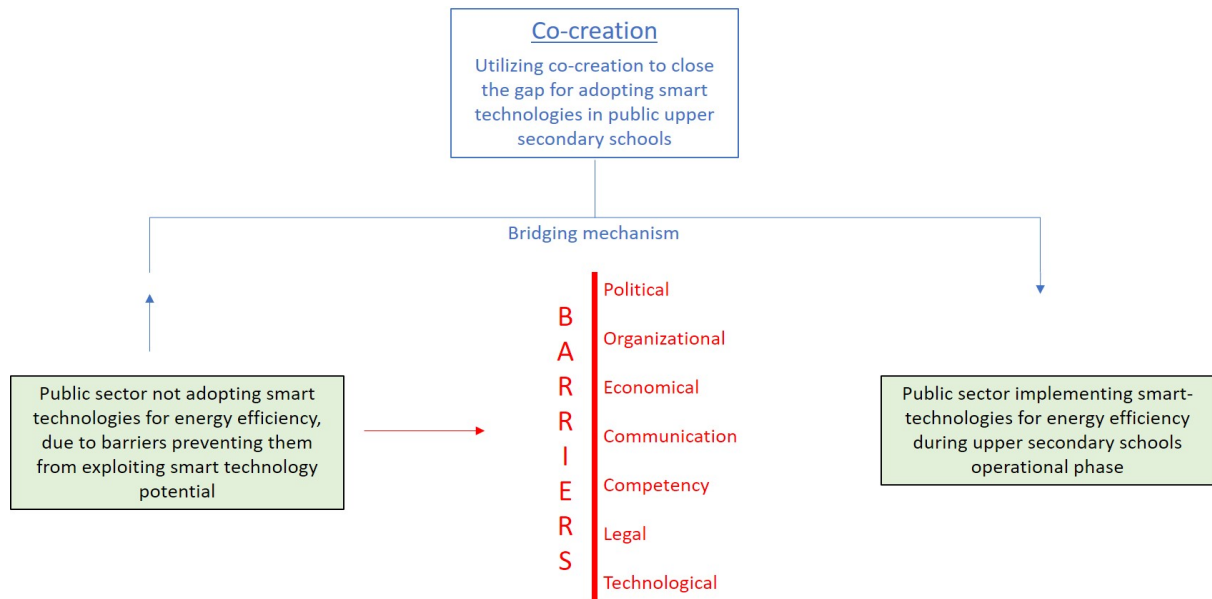 Co-creation
Utilizing co-creation to close
the gap for adopting smart
technologies in public upper
secondary schools
Bridging mechanism
BARRIERS
Political
Organizational
Economical
Communication
Competency
Legal
Technological
Public sector not adopting smart
technologies for energy efficiency,
due to barriers preventing them
from exploiting smart technology
potential
Public sector implementing smart-
technologies for energy efficiency
during upper secondary schools
operational phase